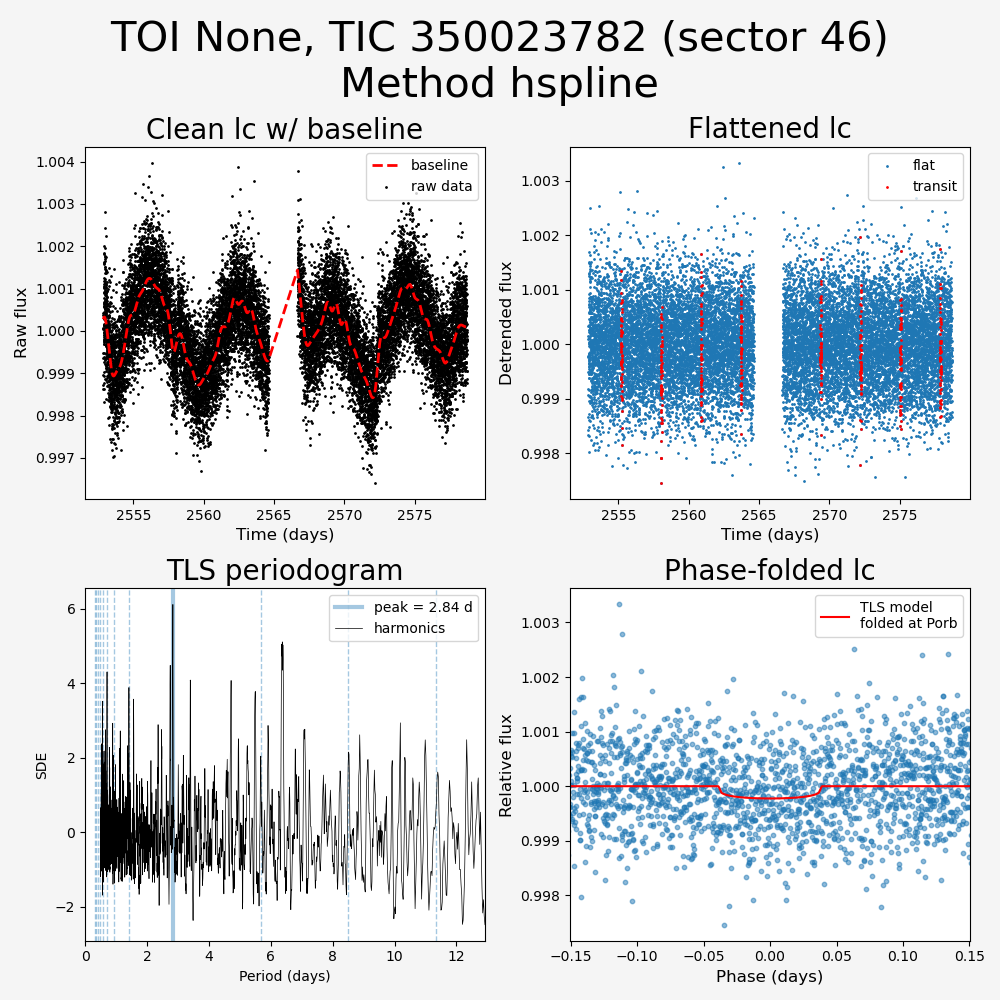 TOI None, TIC 350023782 (sector 46)
Method hspline
Clean lc w/ baseline
baseline
raw data
1.004
1.003
1.002
1.001
1.000
0.999
0.998
0.997
Raw flux
2555
2560
2565
2570
2575
Time (days)
Flattened lc
flat
transit
1.003
1.002
1.001
1.000
0.999
0.998
Detrended flux
2555
2560
2565
2570
2575
Time (days)
TLS periodogram
peak = 2.84 d
harmonics
6
4
2
0
−2
SDE
0
2
4
6
8
10
12
Period (days)
Phase-folded lc
TLS model
folded at Porb
1.003
1.002
1.001
1.000
0.999
0.998
Relative flux
−0.15
−0.10
−0.05
0.00
0.05
0.10
0.15
Phase (days)